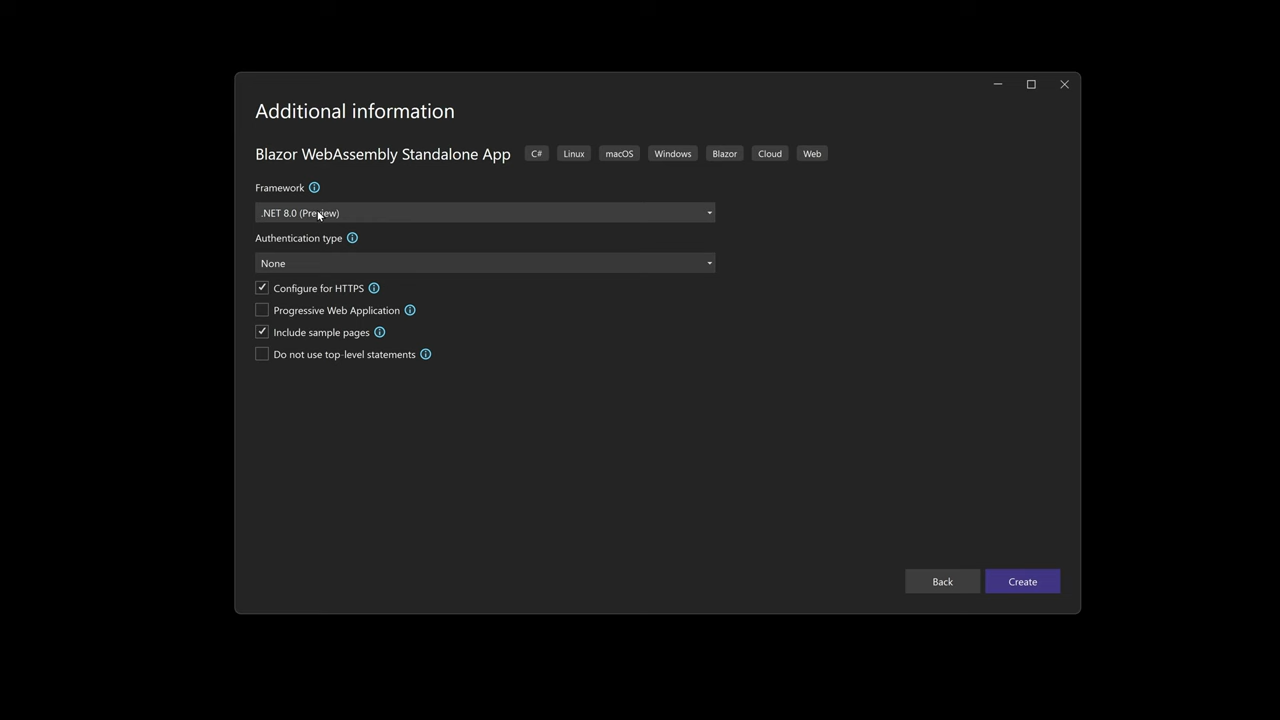 Additional information
Blazor WebAssembly Standalone App C# Linux macOS Windows Blazor Cloud Web
Framework
.NET 8.0 (Preview)
Authentication type
None
Configure for HTTPS
Progressive Web Application
Include sample pages
Do not use top-level statements
Back Create